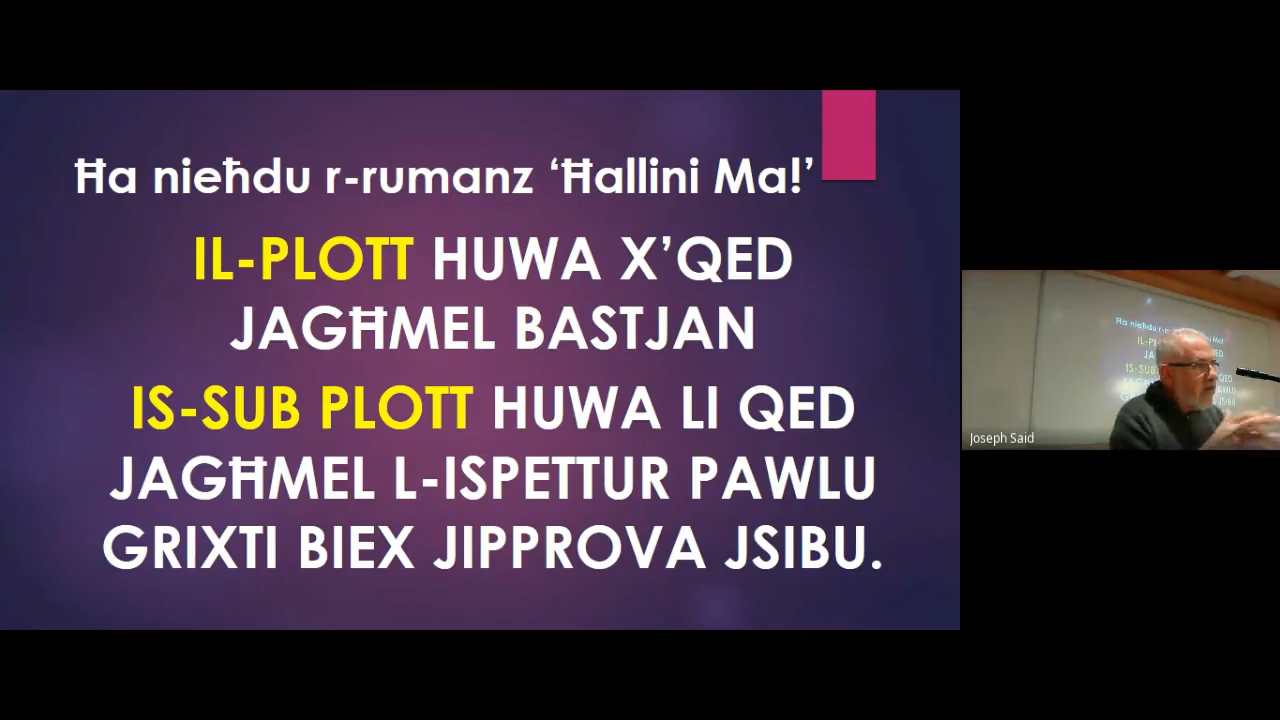 Ħa nieħdu r-rumanz ‘Ħallini Ma!’
IL-PLOTT HUWA X’QED
JAGĦMEL BASTJAN
IS-SUB PLOTT HUWA LI QED
JAGĦMEL L-ISPETTUR PAWLU
GRIXTI BIEX JIPPROVA JSIBU.
Joseph Said